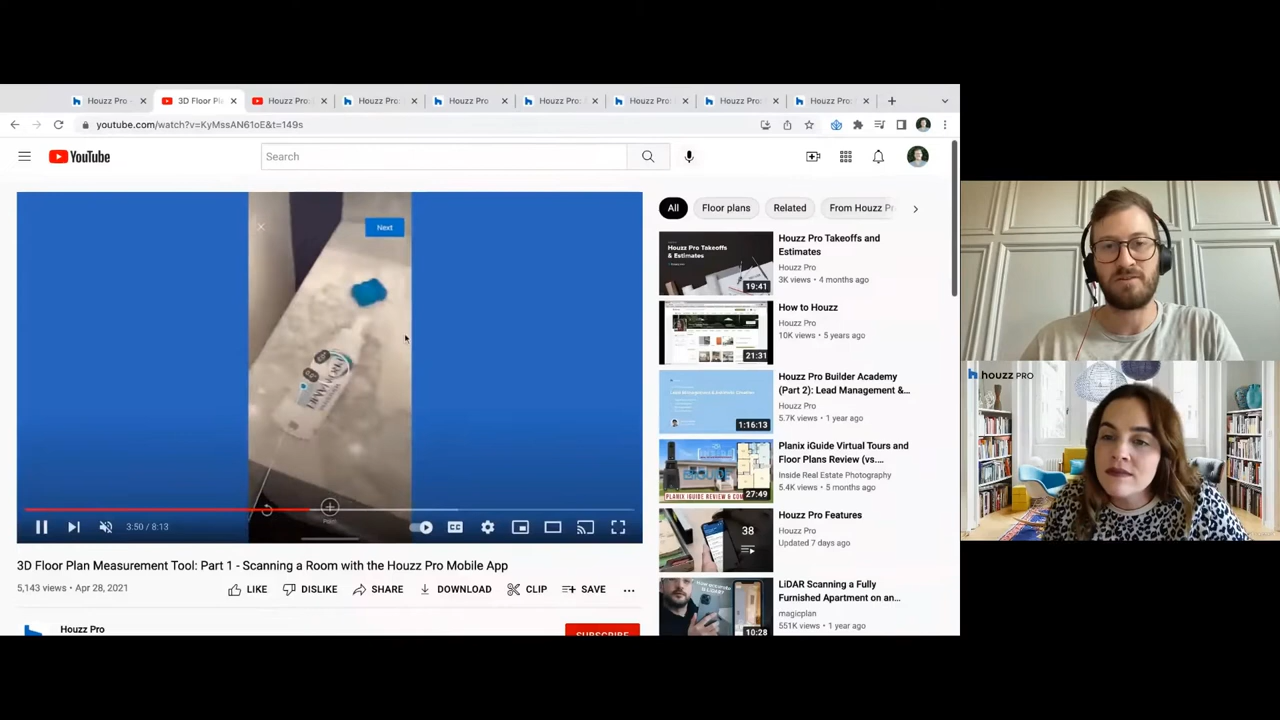 Houzz Pro
3D Floor Pla
Houzz Pro:
Houzz Pro:
Houzz Pro
Houzz Pro:
Houzz Pro:
Houzz Pro:
Houzz Pro:
youtube.com/watch?v=KyMssAN61oE&t=149s
YouTube
Search
All
Floor plans
Related
From Houzz Pr
Next
Houzz Pro Takeoffs
& Estimates
19:41
Houzz Pro Takeoffs and
Estimates
Houzz Pro
3K views • 4 months ago
21:31
How to Houzz
Houzz Pro
10K views • 5 years ago
1:16:13
Houzz Pro Builder Academy
(Part 2): Lead Management &...
Houzz Pro
5.7K views • 1 year ago
27:49
Planix iGuide Virtual Tours and
Floor Plans Review (vs....
Inside Real Estate Photography
5.4K views • 5 months ago
38
Houzz Pro Features
Houzz Pro
Updated 7 days ago
10:28
LiDAR Scanning a Fully
Furnished Apartment on an...
magicplan
551K views • 1 year ago
3:50 / 8:13
3D Floor Plan Measurement Tool: Part 1 - Scanning a Room with the Houzz Pro Mobile App
5,143 views • Apr 28, 2021
LIKE
DISLIKE
SHARE
DOWNLOAD
CLIP
SAVE
Houzz Pro
SUBSCRIBE
houzz PRO